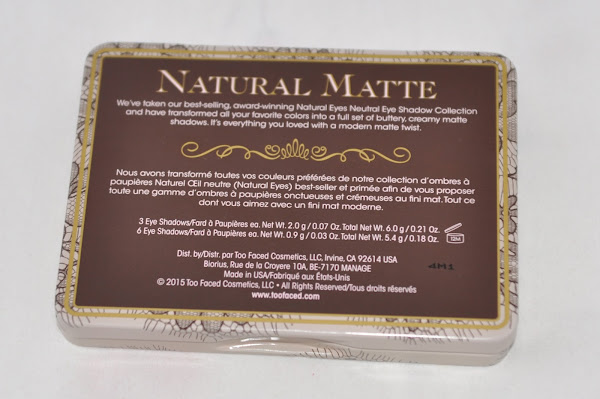 NATURAL MATTE
We've taken our best-selling, award-winning Natural Eyes Neutral Eye Shadow Collection
and have transformed all your favorite colors into a full set of buttery, creamy matte
shadows. It's everything you loved with a modern matte twist.
Nous avons transformé toutes vos couleurs préférées de notre collection d'ombres à
paupières Naturel Œil neutre (Natural Eyes) best-seller et primée afin de vous proposer
toute une gamme d'ombres à paupières onctueuses et crémeuses au fini mat. Tout ce
dont vous aimez avec un fini mat moderne.
3 Eye Shadows/Fard à Paupières ea. Net Wt. 2.0 g / 0.07 Oz. Total Net Wt. 6.0 g / 0.21 Oz.
6 Eye Shadows/Fard à Paupières ea. Net Wt. 0.9 g / 0.03 Oz. Total Net Wt. 5.4 g / 0.18 Oz.
12M
Dist. by/Distr. par Too Faced Cosmetics, LLC, Irvine, CA 92614 USA
Biorius, Rue de la Croyere 10A, BE-7170 MANAGE
Made in USA/Fabriqué aux États-Unis
© 2015 Too Faced Cosmetics, LLC • All Rights Reserved/Tous droits réservés
www.toofaced.com